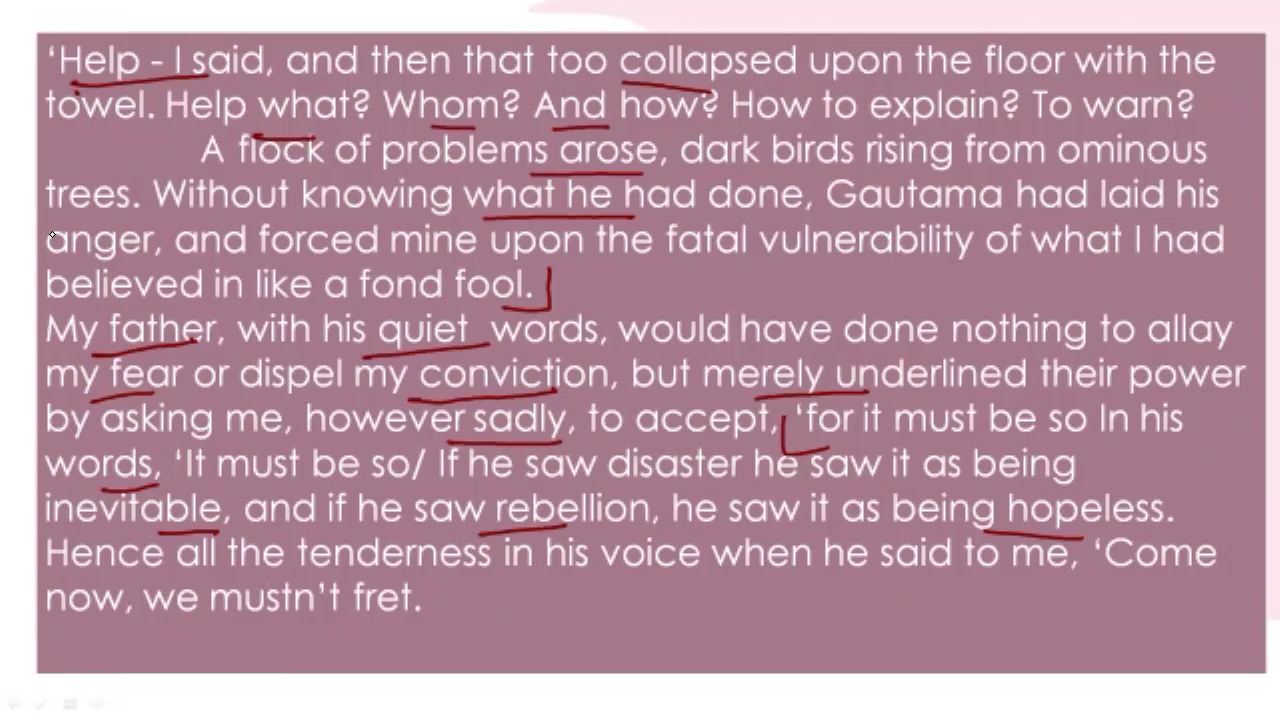 ‘Help - I said, and then that too collapsed upon the floor with the
towel. Help what? Whom? And how? How to explain? To warn?
A flock of problems arose, dark birds rising from ominous
trees. Without knowing what he had done, Gautama had laid his
anger, and forced mine upon the fatal vulnerability of what I had
believed in like a fond fool.
My father, with his quiet words, would have done nothing to allay
my fear or dispel my conviction, but merely underlined their power
by asking me, however sadly, to accept, ‘for it must be so In his
words, ‘It must be so/ If he saw disaster he saw it as being
inevitable, and if he saw rebellion, he saw it as being hopeless.
Hence all the tenderness in his voice when he said to me, ‘Come
now, we mustn’t fret.